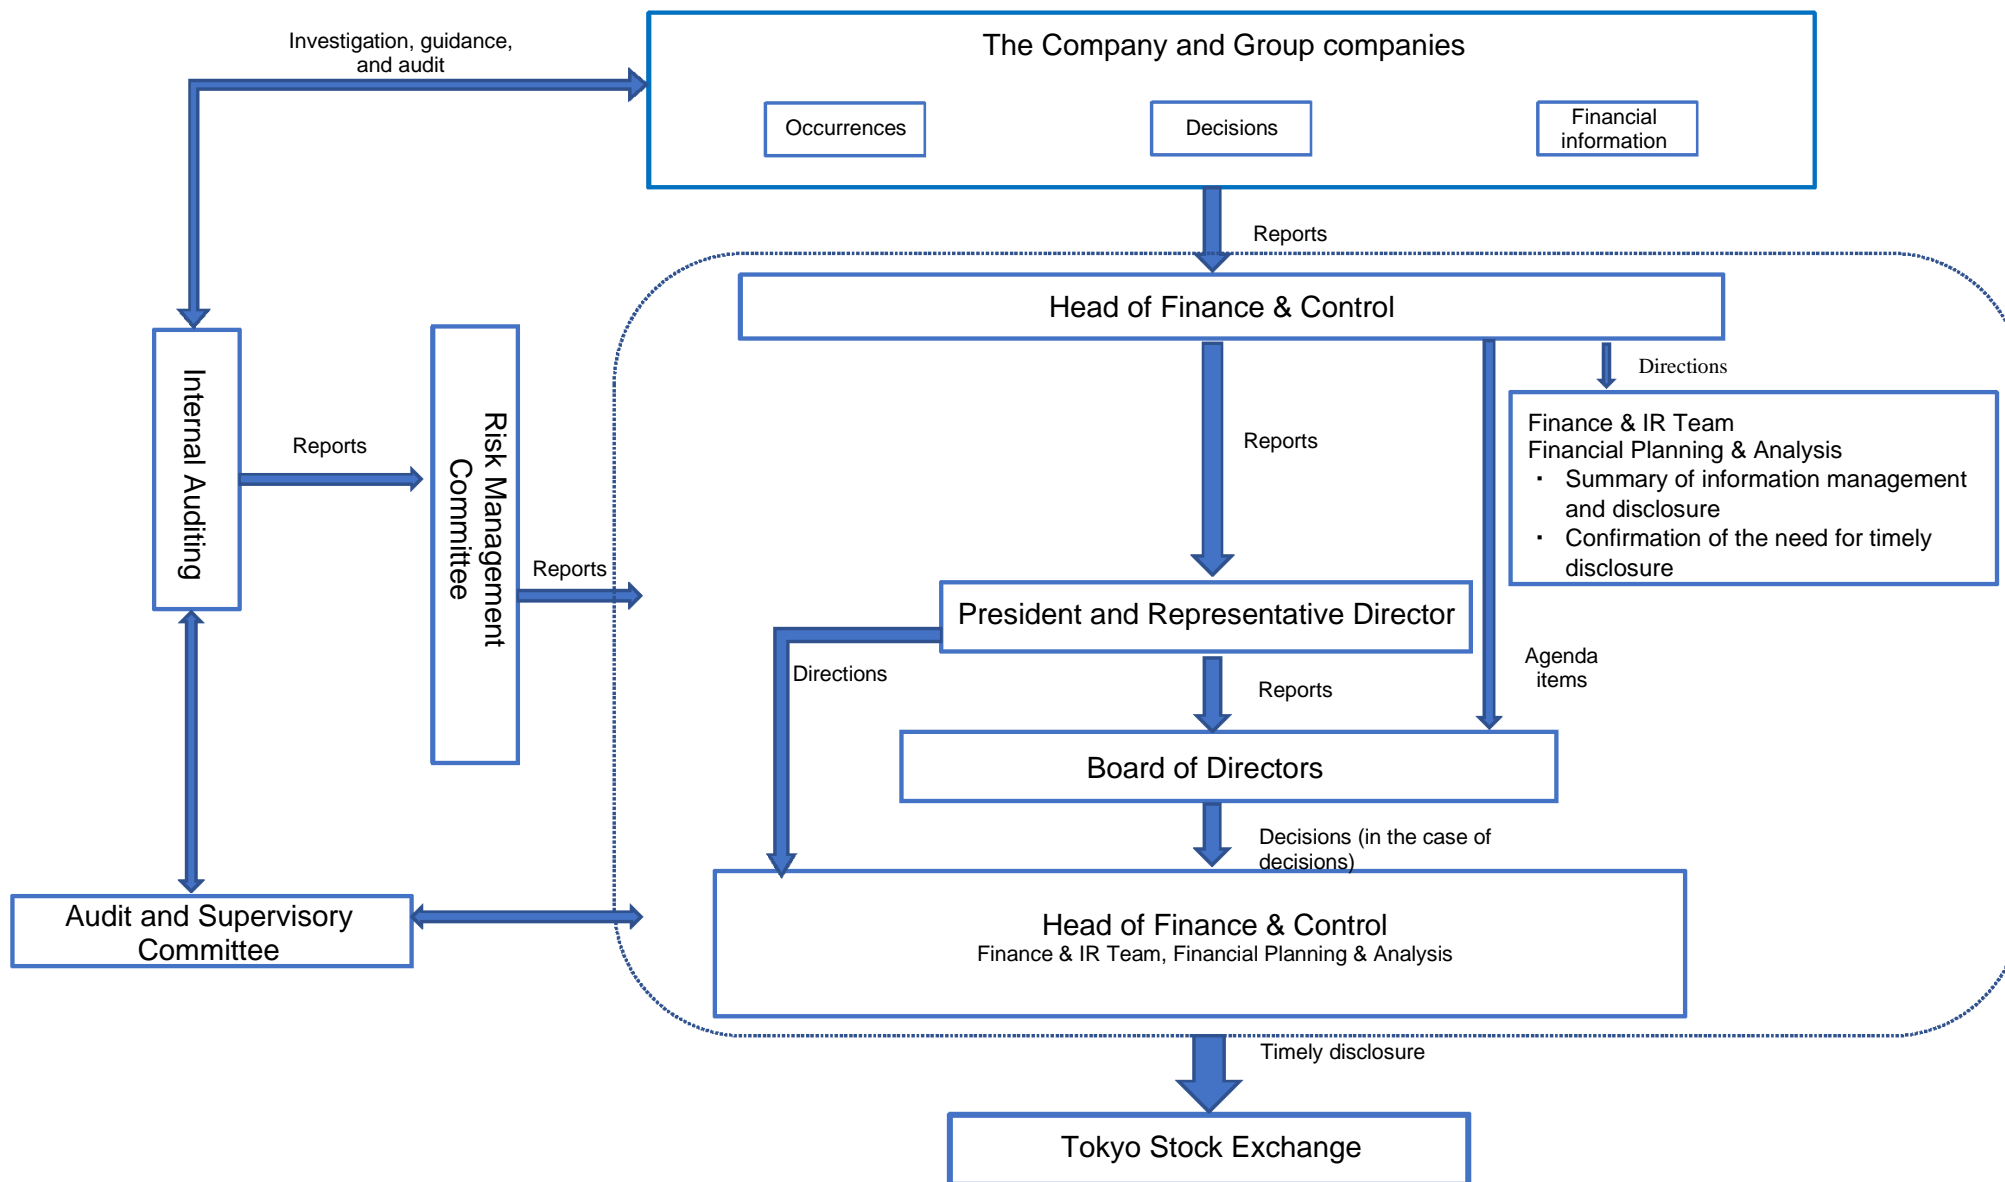 Investigation, guidance,
and audit
The Company and Group companies
Occurrences
Decisions
Financial
information
Reports
Head of Finance & Control
Directions
Finance & IR Team
Financial Planning & Analysis
・ Summary of information management
and disclosure
・ Confirmation of the need for timely
disclosure
Internal Auditing
Reports
Risk Management
Committee
Reports
Reports
President and Representative Director
Directions
Reports
Agenda
items
Board of Directors
Decisions (in the case of
decisions)
Audit and Supervisory
Committee
Head of Finance & Control
Finance & IR Team, Financial Planning & Analysis
Timely disclosure
Tokyo Stock Exchange